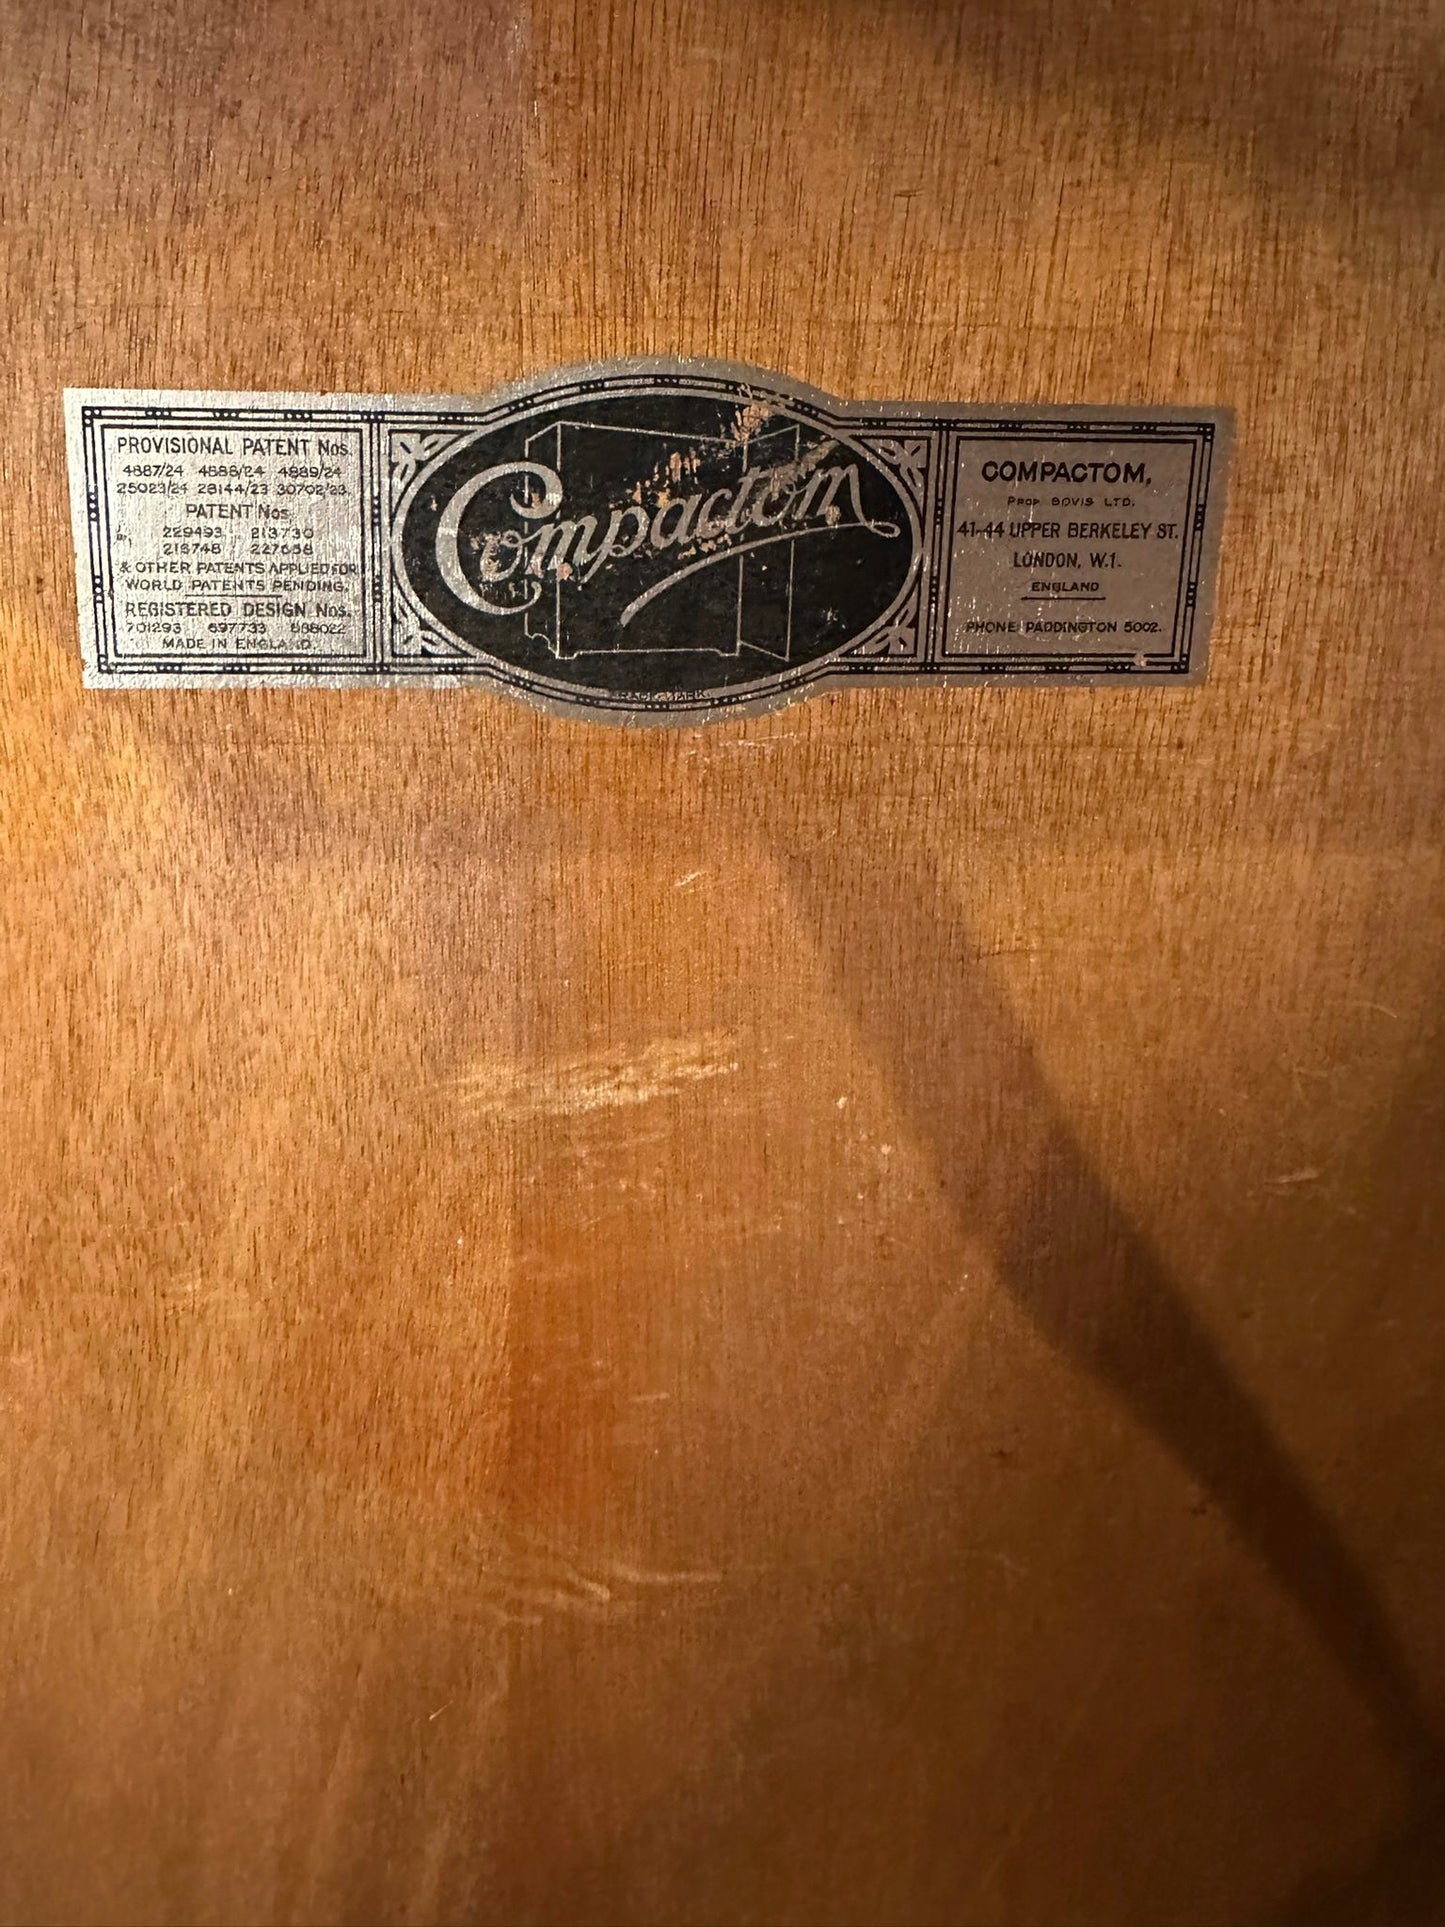 PROVISIONAL PATENT Nos.
4887/24 4888/24 4889/24
25023/24 28144/23 30702/23.
PATENT Nos.
229493 213730
218748 227658
& OTHER PATENTS APPLIED FOR
WORLD PATENTS PENDING.
REGISTERED DESIGN Nos.
701293 697733
MADE IN ENGLAND
Compactom
TRADE MARK.
COMPACTOM,
PROP BOVIS LTD.
41-44 UPPER BERKELEY ST.
LONDON, W.1.
ENGLAND
PHONE PADDINGTON 5002.